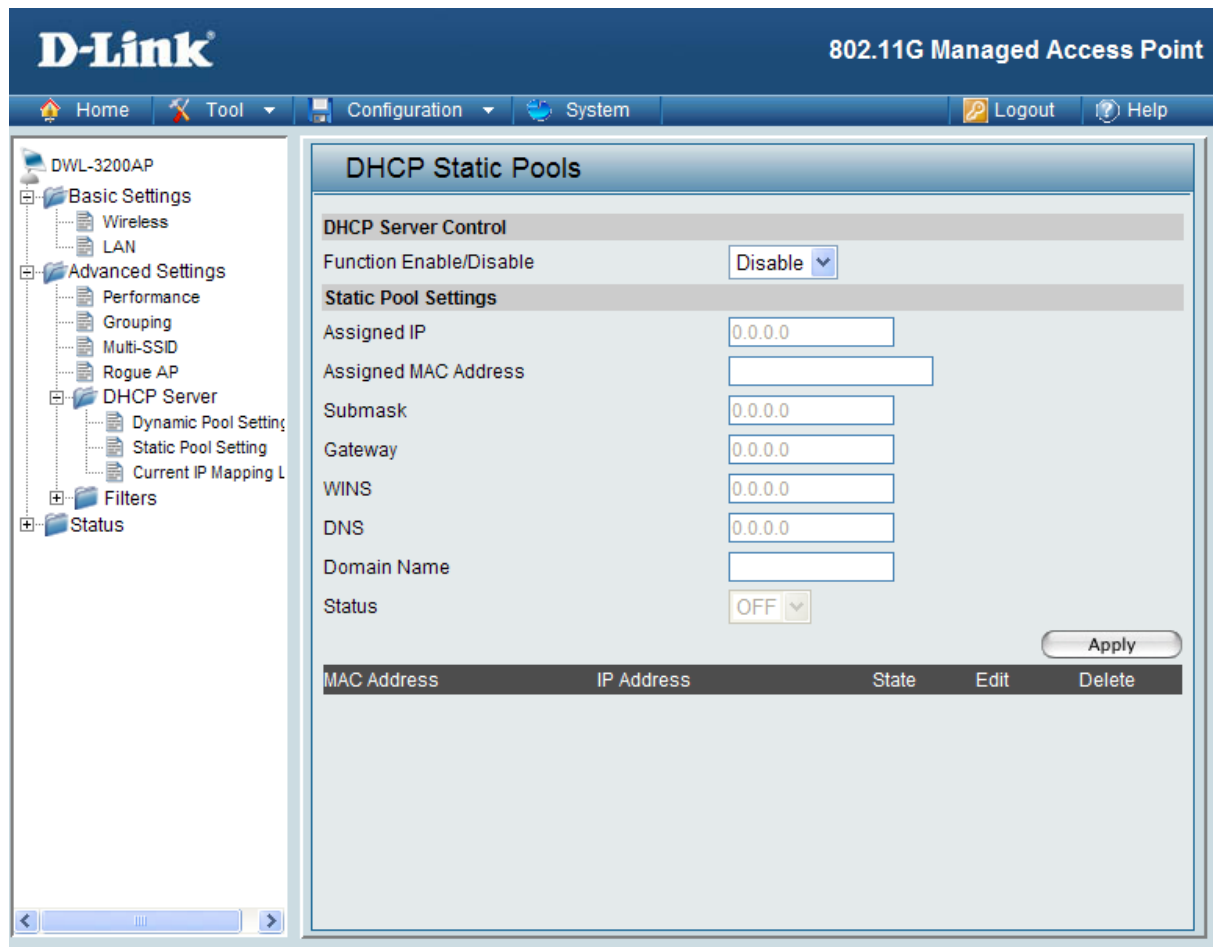 D-Link
802.11G Managed Access Point
Home Tool Configuration System Logout Help
DWL-3200AP
Basic Settings
Wireless
LAN
Advanced Settings
Performance
Grouping
Multi-SSID
Rogue AP
DHCP Server
Dynamic Pool Setting
Static Pool Setting
Current IP Mapping L
Filters
Status
DHCP Static Pools
DHCP Server Control
Function Enable/Disable Disable
Static Pool Settings
Assigned IP 0.0.0.0
Assigned MAC Address
Submask 0.0.0.0
Gateway 0.0.0.0
WINS 0.0.0.0
DNS 0.0.0.0
Domain Name
Status OFF
Apply
MAC Address IP Address State Edit Delete